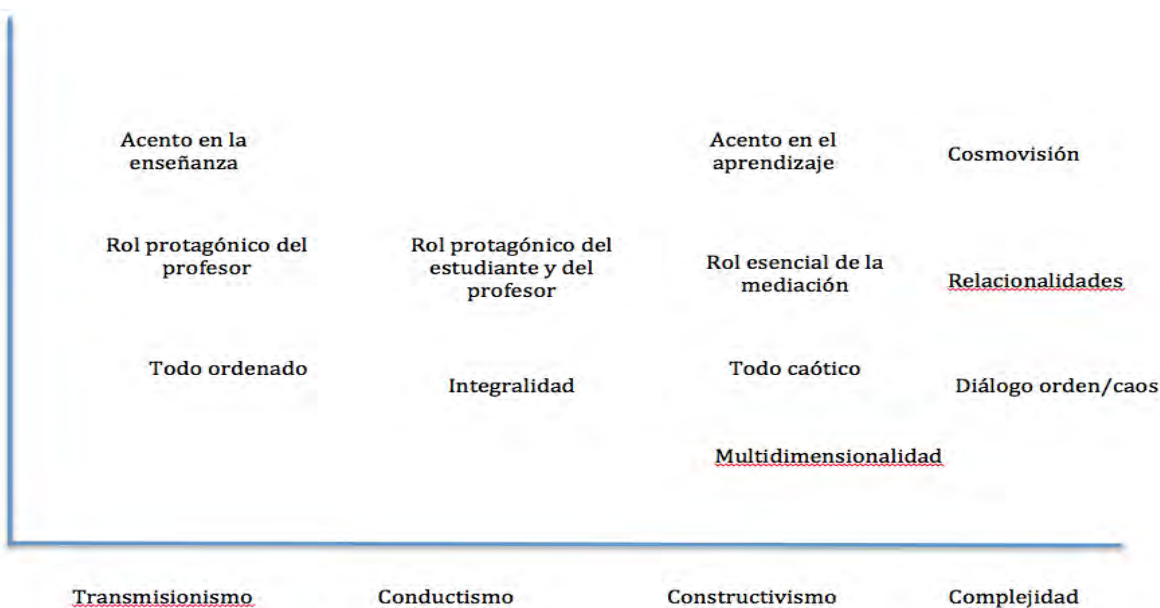 Acento en la
enseñanza
Acento en el
aprendizaje
Cosmovisión
Rol protagónico del
profesor
Rol protagónico del
estudiante y del
profesor
Rol esencial de la
mediación
Relacionalidades
Todo ordenado
Integralidad
Todo caótico
Diálogo orden/caos
Multidimensionalidad
Transmisionismo
Conductismo
Constructivismo
Complejidad